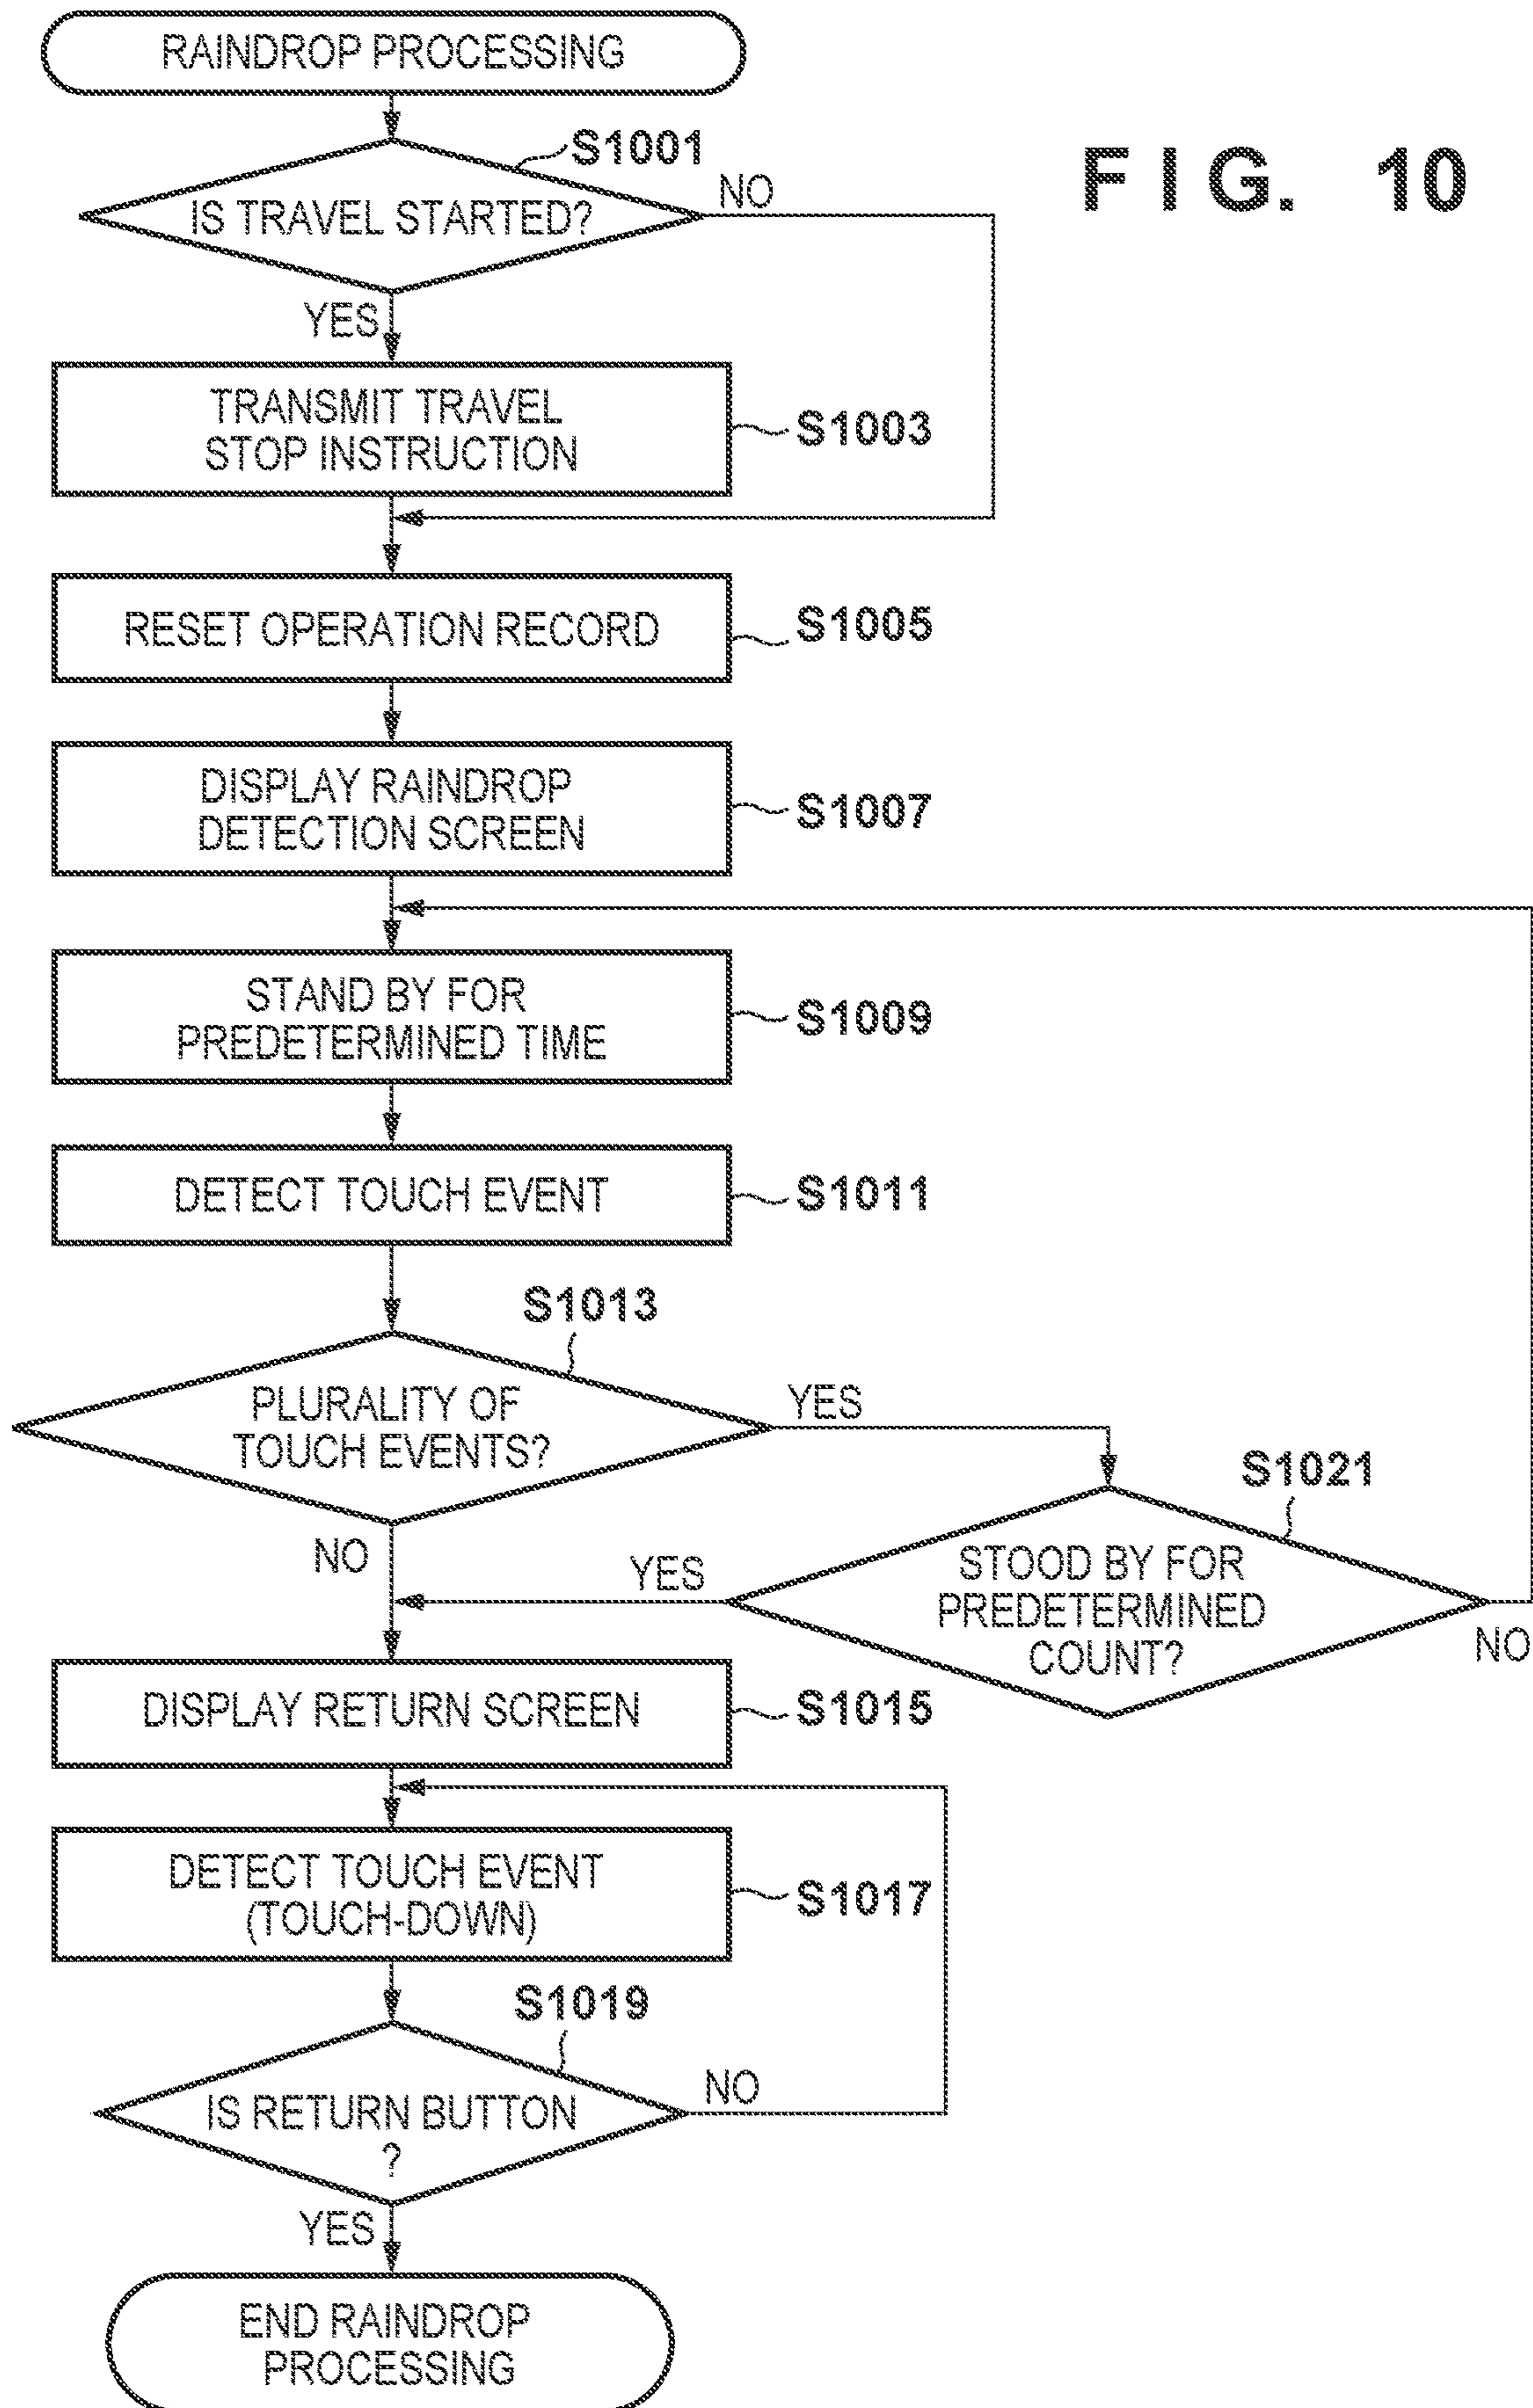 RAINDROP PROCESSING
FIG. 10
S1001
IS TRAVEL STARTED?
NO
YES
TRANSMIT TRAVEL
STOP INSTRUCTION
S1003
RESET OPERATION RECORD
S1005
DISPLAY RAINDROP
DETECTION SCREEN
S1007
STAND BY FOR
PREDETERMINED TIME
S1009
DETECT TOUCH EVENT
S1011
S1013
PLURALITY OF
TOUCH EVENTS?
YES
NO
S1021
STOOD BY FOR
PREDETERMINED
COUNT?
YES
NO
DISPLAY RETURN SCREEN
S1015
DETECT TOUCH EVENT
(TOUCH-DOWN)
S1017
S1019
IS RETURN BUTTON
?
NO
YES
END RAINDROP
PROCESSING